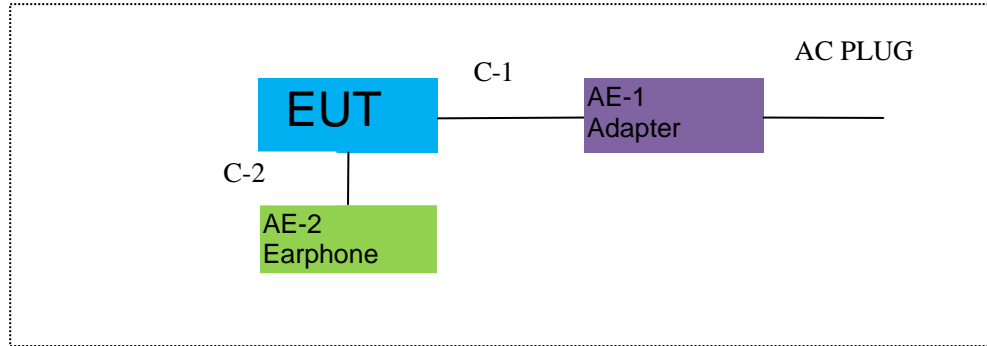 AC PLUG
C-1
EUT
AE-1
Adapter
C-2
AE-2
Earphone